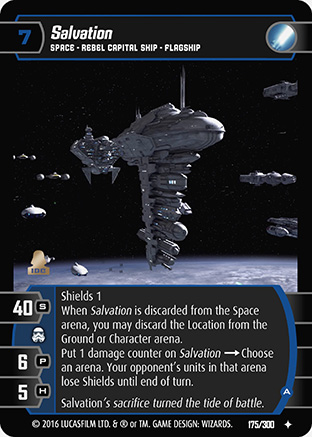 7
Salvation
SPACE • REBEL CAPITAL SHIP • FLAGSHIP
IDC
40 S
6 P
5 H
Shields 1
When Salvation is discarded from the Space
arena, you may discard the Location from the
Ground or Character arena.
Put 1 damage counter on Salvation → Choose
an arena. Your opponent's units in that arena
lose Shields until end of turn.
A
Salvation's sacrifice turned the tide of battle.
© 2016 LUCASFILM LTD. & ® or TM. GAME DESIGN: WIZARDS.
175/300